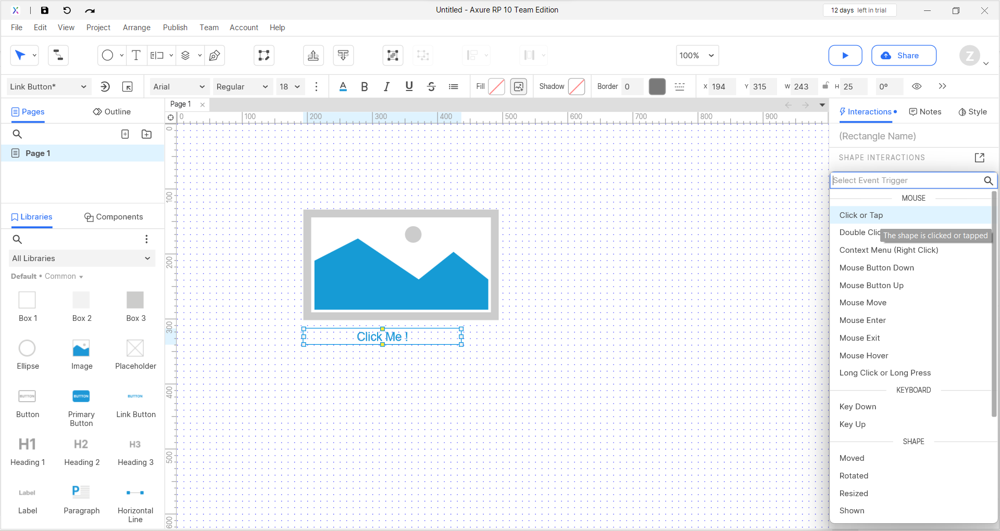 Untitled - Axure RP 10 Team Edition
12 days left in trial
File Edit View Project Arrange Publish Team Account Help
100%
Share
Z
Link Button*
Arial
Regular
18
Fill
Shadow
Border 0
X 194
Y 315
W 243
H 25
0°
Pages
Outline
Page 1
Page 1
Libraries
Components
All Libraries
Default • Common
Box 1
Box 2
Box 3
Ellipse
Image
Placeholder
BUTTON
BUTTON
BUTTON
Button
Primary
Button
Link Button
H1
H2
H3
Heading 1
Heading 2
Heading 3
Label
P
Label
Paragraph
Horizontal
Line
0 100 200 300 400 500 600 700 800 900
0
100
200
300
400
500
600
Click Me !
Interactions
Notes
Style
(Rectangle Name)
SHAPE INTERACTIONS
Select Event Trigger
MOUSE
Click or Tap
Double Clic
The shape is clicked or tapped
Context Menu (Right Click)
Mouse Button Down
Mouse Button Up
Mouse Move
Mouse Enter
Mouse Exit
Mouse Hover
Long Click or Long Press
KEYBOARD
Key Down
Key Up
SHAPE
Moved
Rotated
Resized
Shown